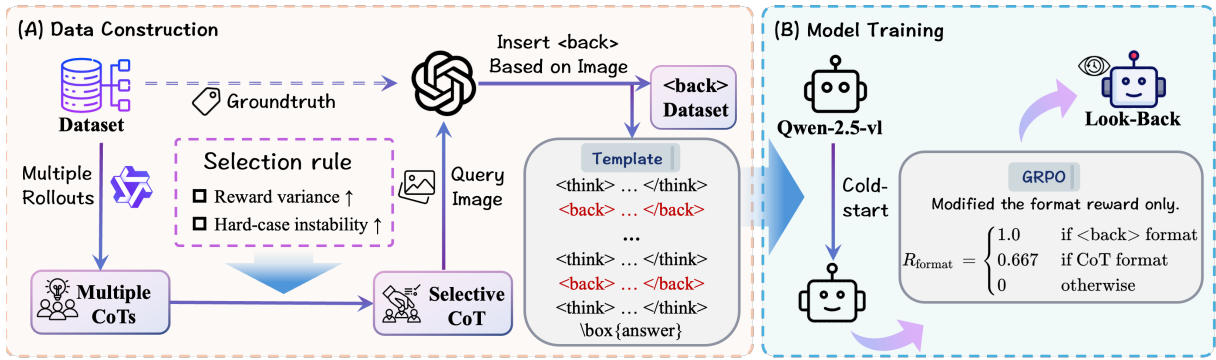 (A) Data Construction
Dataset
Groundtruth
Insert <back>
Based on Image
<back>
Dataset
Multiple
Rollouts
Selection rule
Reward variance ↑
Hard-case instability ↑
Query
Image
Multiple
CoTs
Selective
CoT
Template
<think> ... </think>
<back> ... </back>
...
<think> ... </think>
<back> ... </back>
<think> ... </think>
\box{answer}
(B) Model Training
Qwen-2.5-vl
Cold-
start
Look-Back
GRPO
Modified the format reward only.
R_format = { 1.0 if <back> format
0.667 if CoT format
0 otherwise